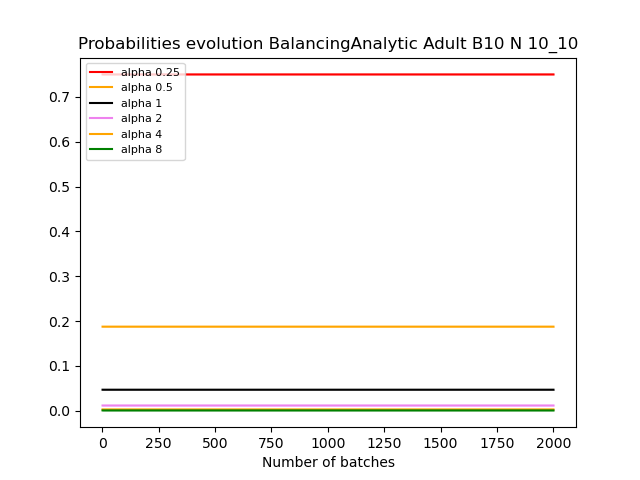 Probabilities evolution BalancingAnalytic Adult B10 N 10_10
alpha 0.25
alpha 0.5
alpha 1
alpha 2
alpha 4
alpha 8
0.7
0.6
0.5
0.4
0.3
0.2
0.1
0.0
0 250 500 750 1000 1250 1500 1750 2000
Number of batches